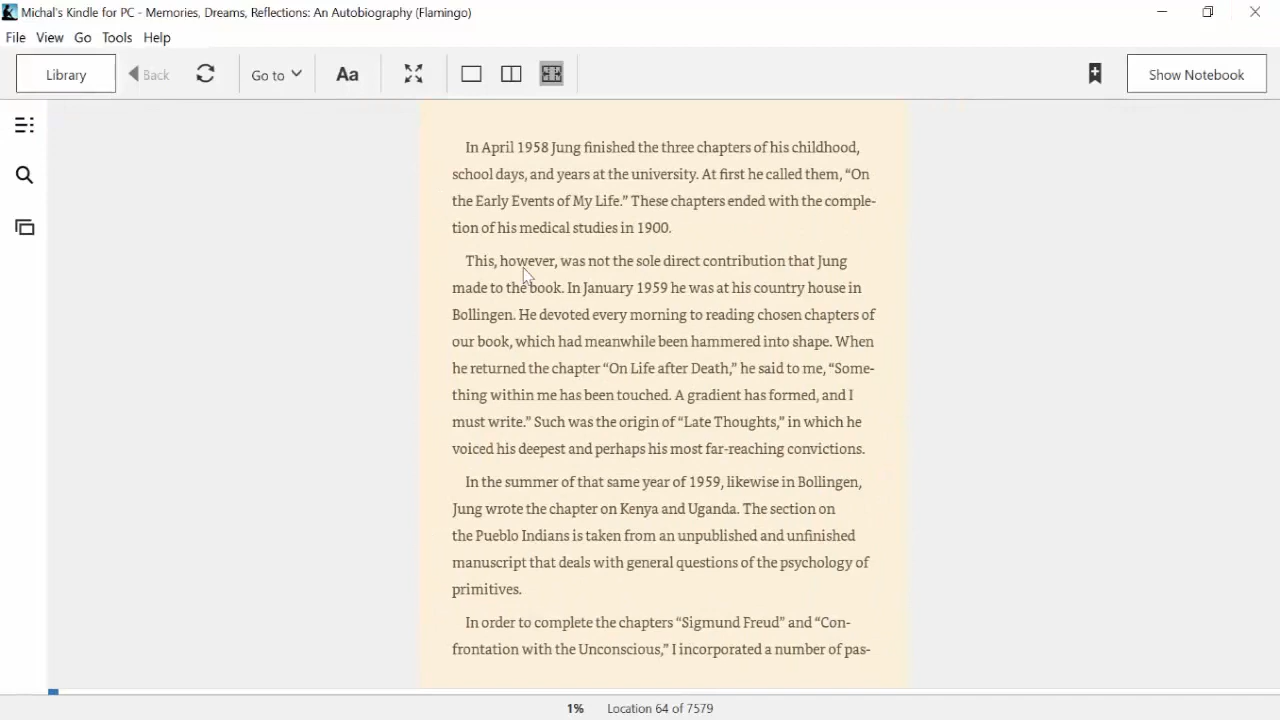 Michal's Kindle for PC - Memories, Dreams, Reflections: An Autobiography (Flamingo)
File View Go Tools Help
Library Back Go to Aa Show Notebook
In April 1958 Jung finished the three chapters of his childhood,
school days, and years at the university. At first he called them, “On
the Early Events of My Life.” These chapters ended with the comple-
tion of his medical studies in 1900.
This, however, was not the sole direct contribution that Jung
made to the book. In January 1959 he was at his country house in
Bollingen. He devoted every morning to reading chosen chapters of
our book, which had meanwhile been hammered into shape. When
he returned the chapter “On Life after Death,” he said to me, “Some-
thing within me has been touched. A gradient has formed, and I
must write.” Such was the origin of “Late Thoughts,” in which he
voiced his deepest and perhaps his most far-reaching convictions.
In the summer of that same year of 1959, likewise in Bollingen,
Jung wrote the chapter on Kenya and Uganda. The section on
the Pueblo Indians is taken from an unpublished and unfinished
manuscript that deals with general questions of the psychology of
primitives.
In order to complete the chapters “Sigmund Freud” and “Con-
frontation with the Unconscious,” I incorporated a number of pas-
1% Location 64 of 7579